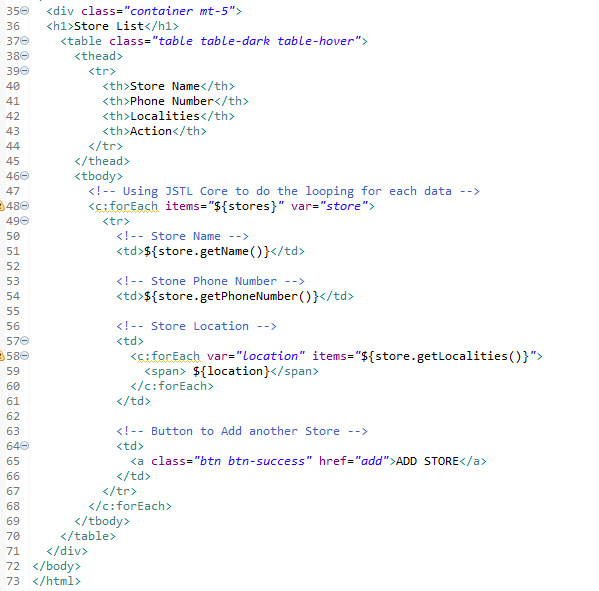 35 <div class="container mt-5">
36 <h1>Store List</h1>
37 <table class="table table-dark table-hover">
38 <thead>
39 <tr>
40 <th>Store Name</th>
41 <th>Phone Number</th>
42 <th>Localities</th>
43 <th>Action</th>
44 </tr>
45 </thead>
46 <tbody>
47 <!-- Using JSTL Core to do the looping for each data -->
48 <c:forEach items="${stores}" var="store">
49 <tr>
50 <!-- Store Name -->
51 <td>${store.getName()}</td>
52
53 <!-- Stone Phone Number -->
54 <td>${store.getPhoneNumber()}</td>
55
56 <!-- Store Location -->
57 <td>
58 <c:forEach var="location" items="${store.getLocalities()}">
59 <span> ${location}</span>
60 </c:forEach>
61 </td>
62
63 <!-- Button to Add another Store -->
64 <td>
65 <a class="btn btn-success" href="add">ADD STORE</a>
66 </td>
67 </tr>
68 </c:forEach>
69 </tbody>
70 </table>
71 </div>
72 </body>
73 </html>